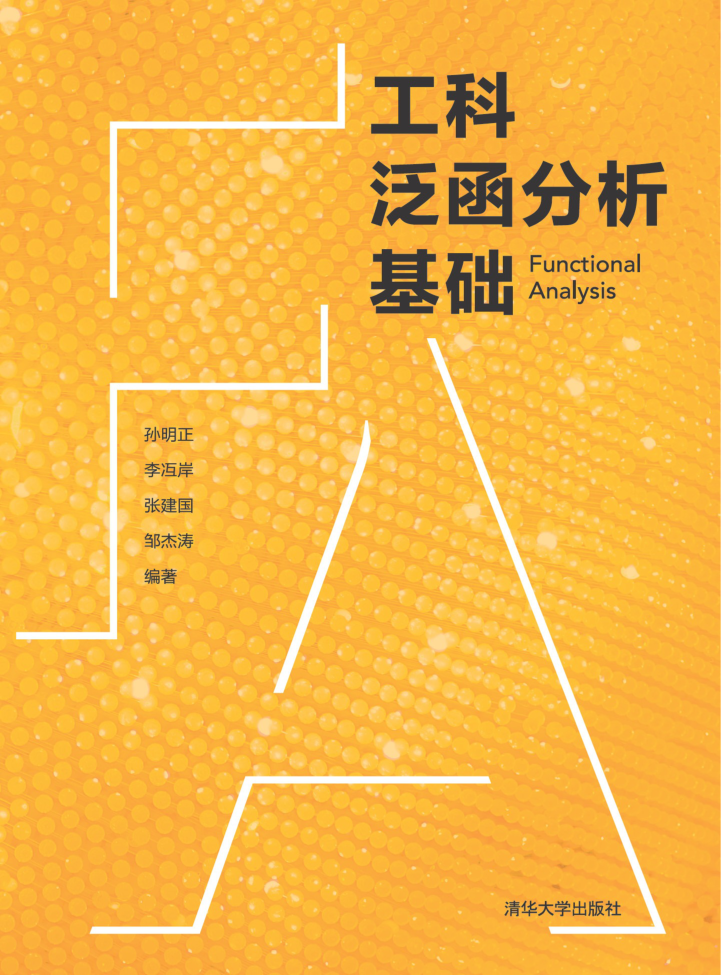 工科
泛函分析
基础
Functional
Analysis
孙明正
李冱岸
张建国
邹杰涛
编著
清华大学出版社